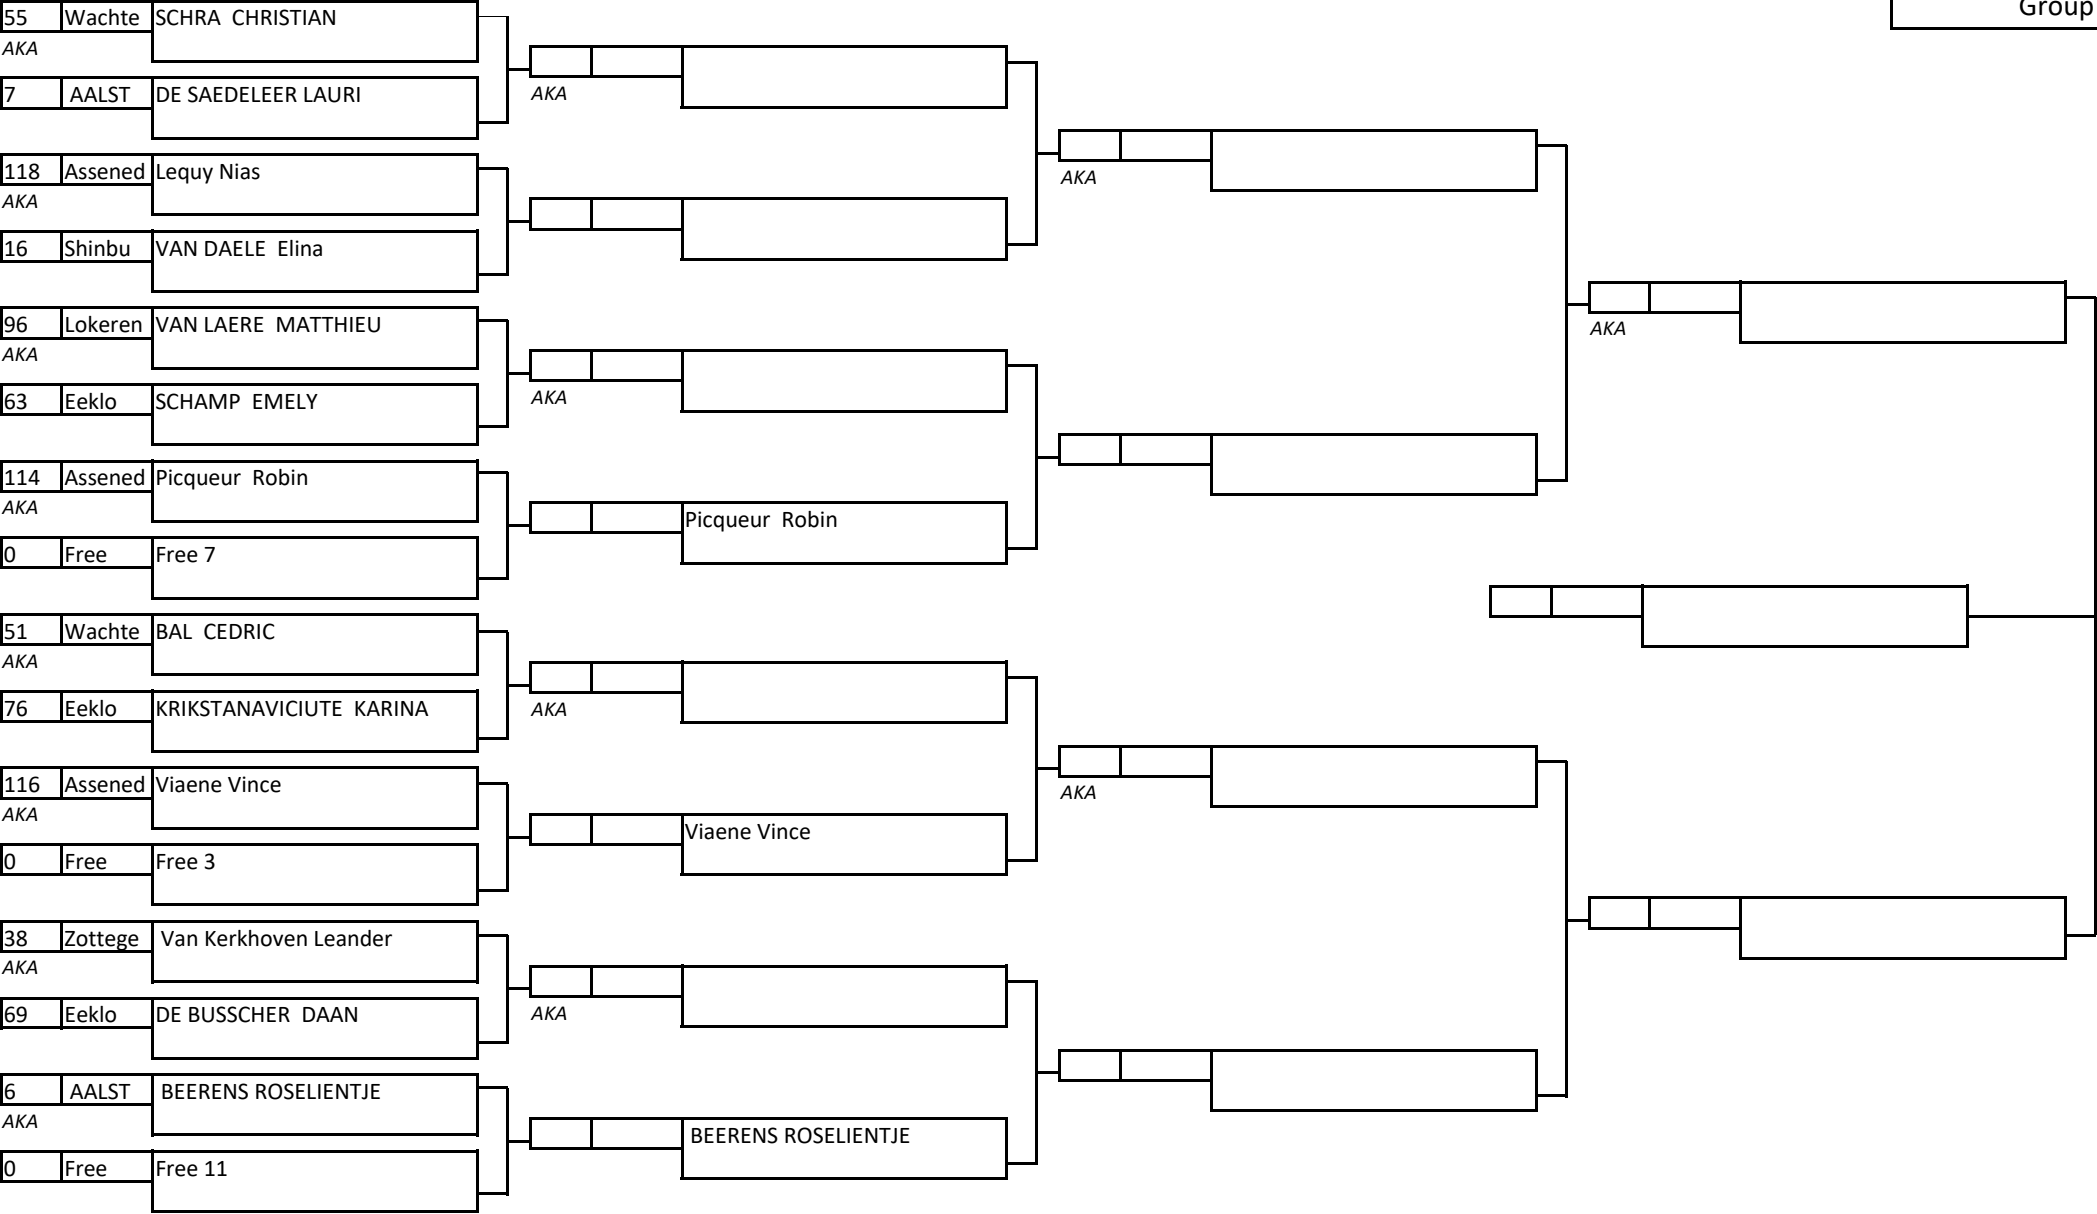 Group
55 Wachte SCHRA CHRISTIAN
AKA
AKA
7 AALST DE SAEDELEER LAURI
118 Assened Lequy Nias
AKA
AKA
16 Shinbu VAN DAELE Elina
96 Lokeren VAN LAERE MATTHIEU
AKA
AKA
63 Eeklo SCHAMP EMELY
AKA
114 Assened Picqueur Robin
AKA
Picqueur Robin
0 Free Free 7
51 Wachte BAL CEDRIC
AKA
76 Eeklo KRIKSTANAVICIUTE KARINA
AKA
116 Assened Viaene Vince
AKA
AKA
Viaene Vince
0 Free Free 3
38 Zottege Van Kerkhoven Leander
AKA
69 Eeklo DE BUSSCHER DAAN
AKA
6 AALST BEERENS ROSELIENTJE
AKA
BEERENS ROSELIENTJE
0 Free Free 11